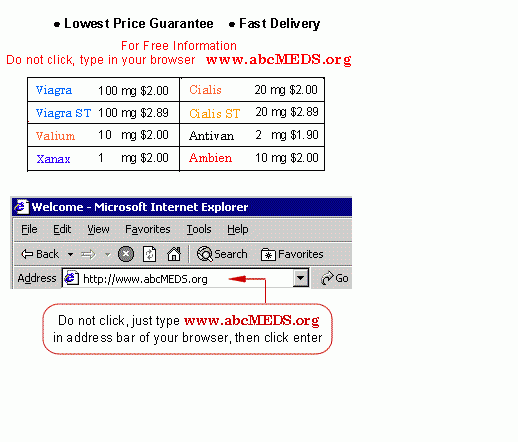 ● Lowest Price Guarantee ● Fast Delivery
For Free Information
Do not click, type in your browser www.abcMEDS.org
Viagra 100 mg $2.00 Cialis 20 mg $2.00
Viagra ST 100 mg $2.89 Cialis ST 20 mg $2.89
Valium 10 mg $2.00 Antivan 2 mg $1.90
Xanax 1 mg $2.00 Ambien 10 mg $2.00
Welcome - Microsoft Internet Explorer
File Edit View Favorites Tools Help
Back Search Favorites
Address http://www.abcMEDS.org Go
Do not click, just type www.abcMEDS.org
in address bar of your browser, then click enter